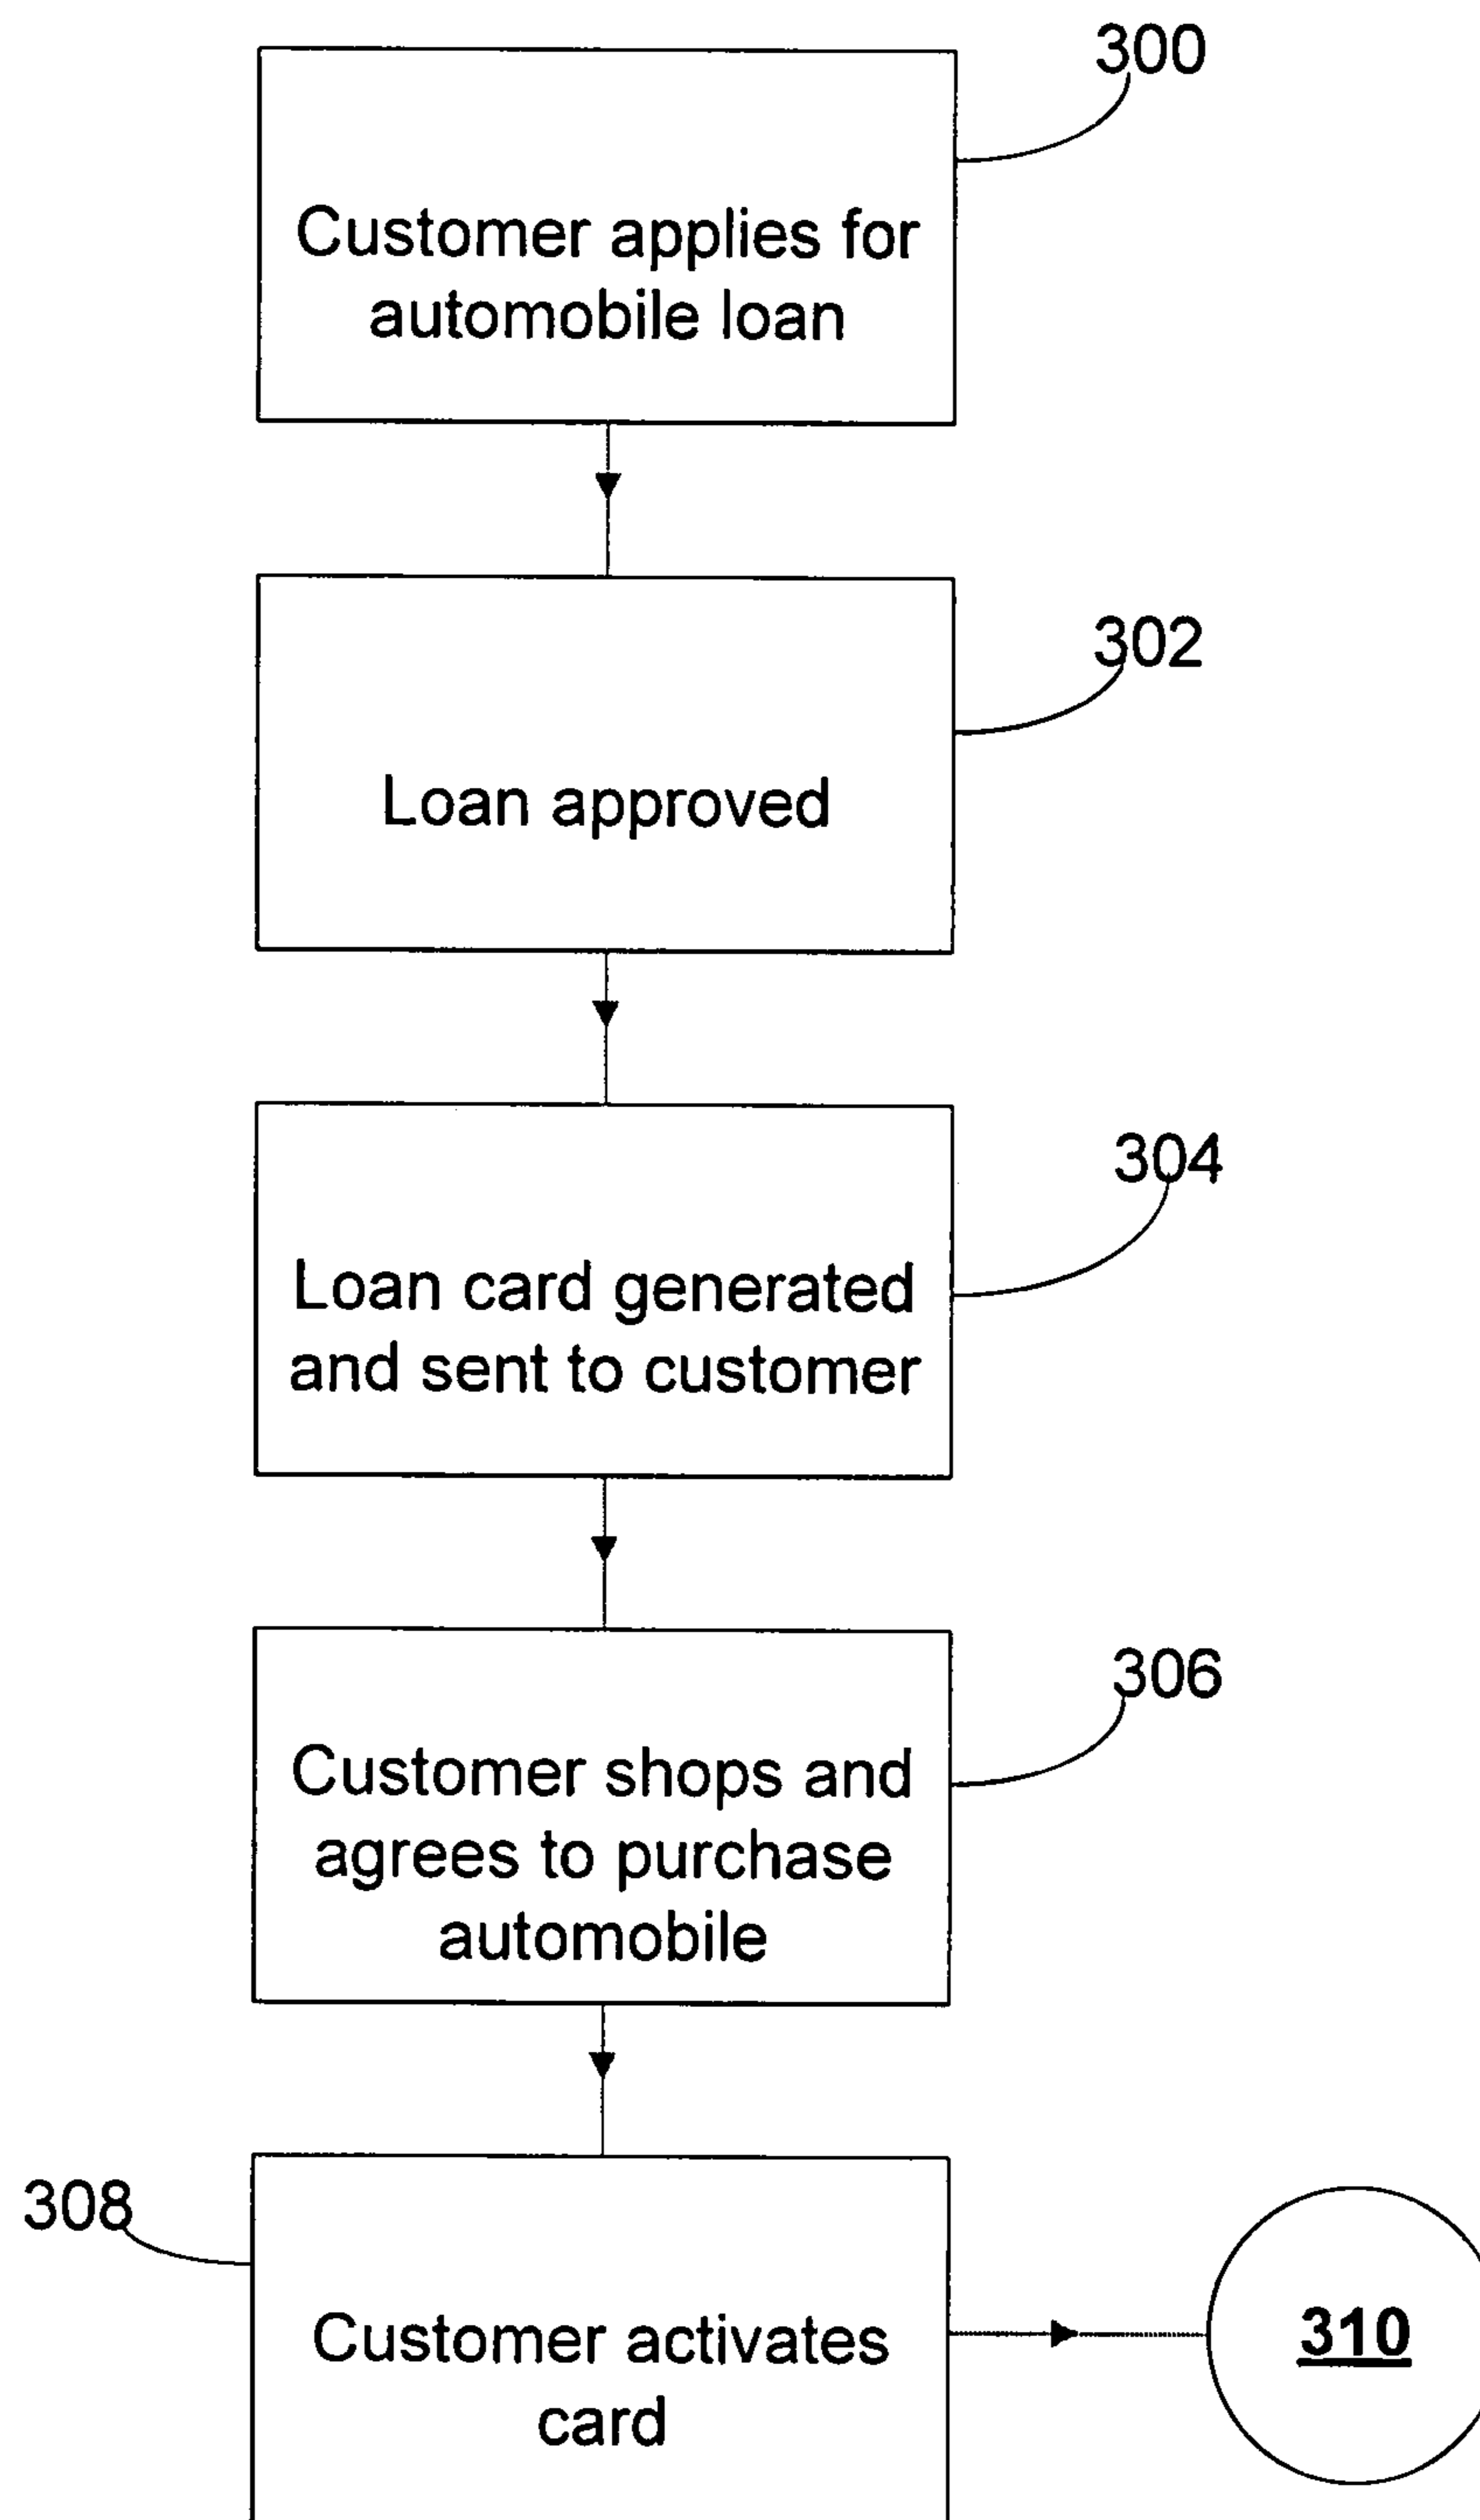 300
Customer applies for
automobile loan
302
Loan approved
304
Loan card generated
and sent to customer
306
Customer shops and
agrees to purchase
automobile
308
Customer activates
card
310